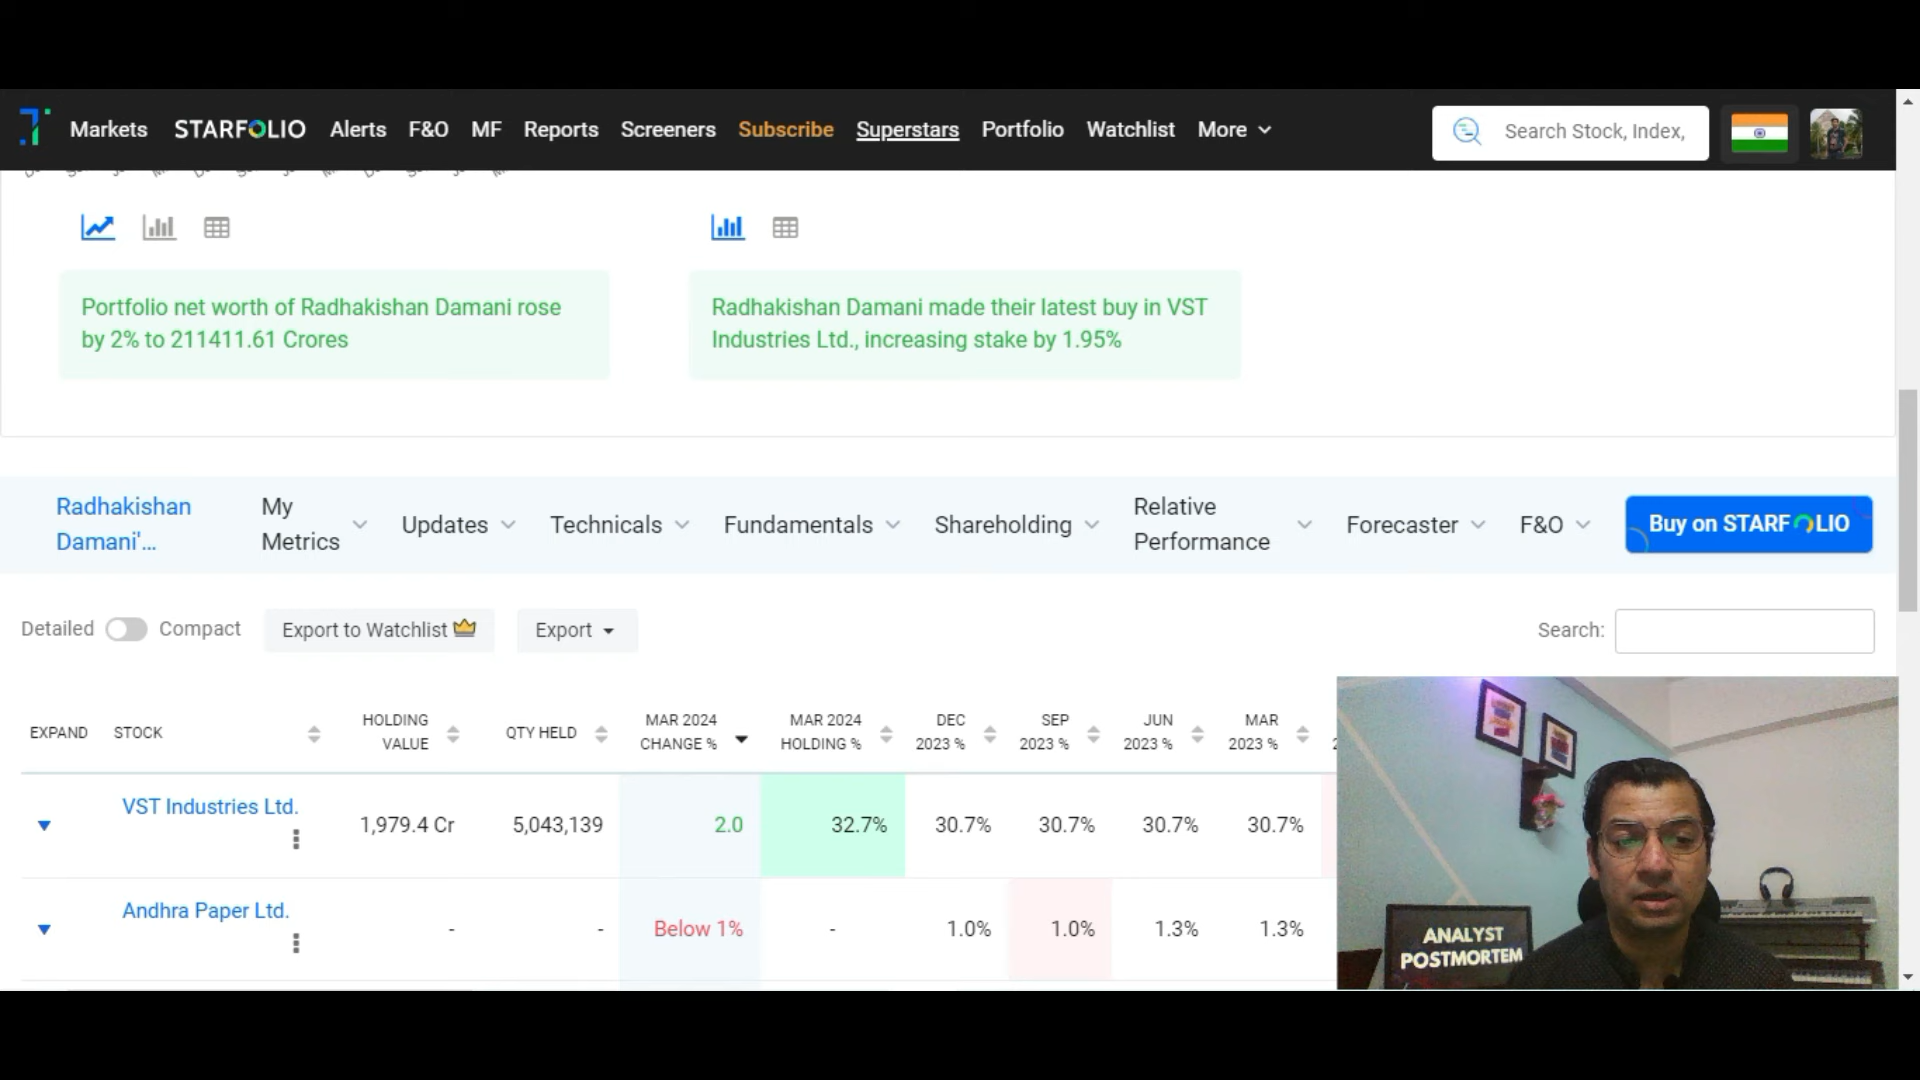 Markets STARFOLIO Alerts F&O MF Reports Screeners Subscribe Superstars Portfolio Watchlist More Search Stock, Index,
Portfolio net worth of Radhakishan Damani rose
by 2% to 211411.61 Crores
Radhakishan Damani made their latest buy in VST
Industries Ltd., increasing stake by 1.95%
Radhakishan
Damani'...
My
Metrics
Updates
Technicals
Fundamentals
Shareholding
Relative
Performance
Forecaster
F&O
Buy on STARFOLIO
Detailed Compact Export to Watchlist Export Search:
EXPAND STOCK
HOLDING
VALUE
QTY HELD
MAR 2024
CHANGE %
MAR 2024
HOLDING %
DEC
2023 %
SEP
2023 %
JUN
2023 %
MAR
2023 %
VST Industries Ltd. 1,979.4 Cr 5,043,139 2.0 32.7% 30.7% 30.7% 30.7% 30.7%
Andhra Paper Ltd. - - Below 1% - 1.0% 1.0% 1.3% 1.3%
ANALYST
POSTMORTEM